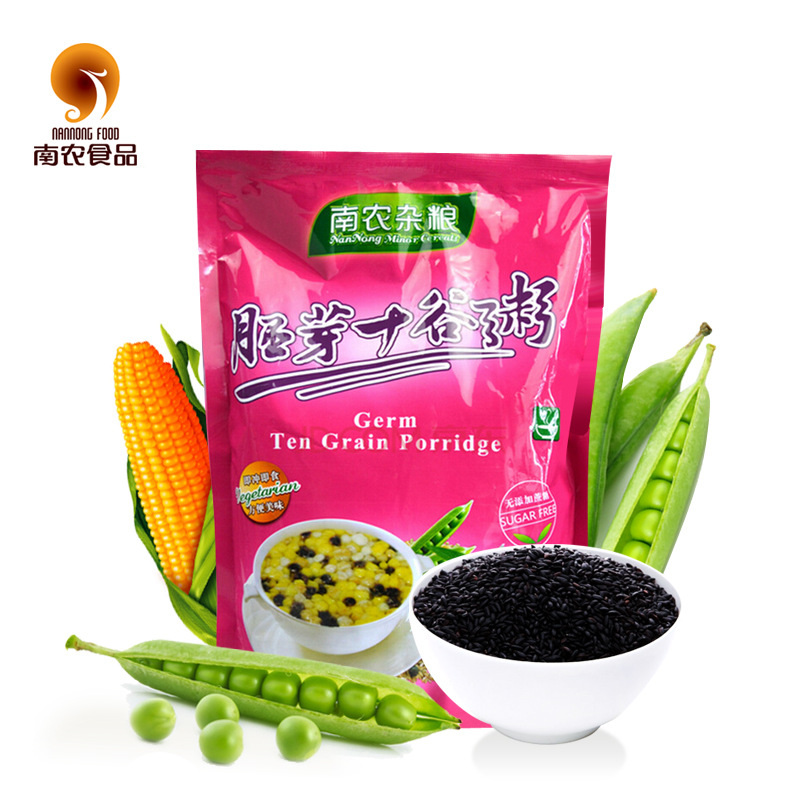 NANNONG FOOD
南农食品
南农杂粮
NanNong Minor Cereals
胚芽十谷粥
Germ
Ten Grain Porridge
即冲即食
Vegetarian
方便美味
无添加蔗糖
SUGAR FREE